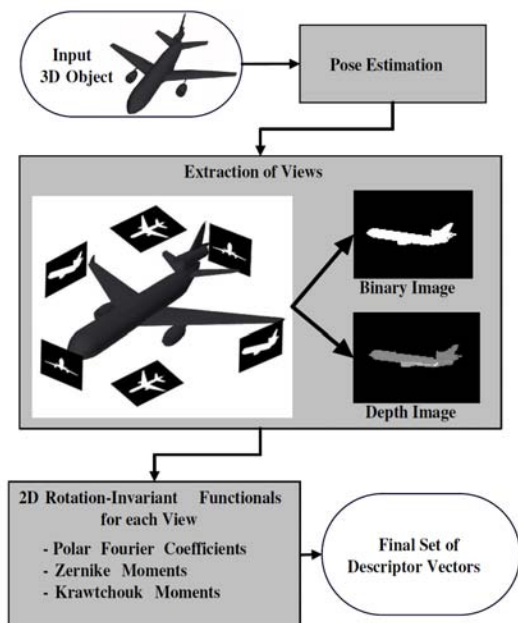 Input
3D Object
Pose Estimation
Extraction of Views
Binary Image
Depth Image
2D Rotation-Invariant Functionals
for each View
- Polar Fourier Coefficients
- Zernike Moments
- Krawtchouk Moments
Final Set of
Descriptor Vectors